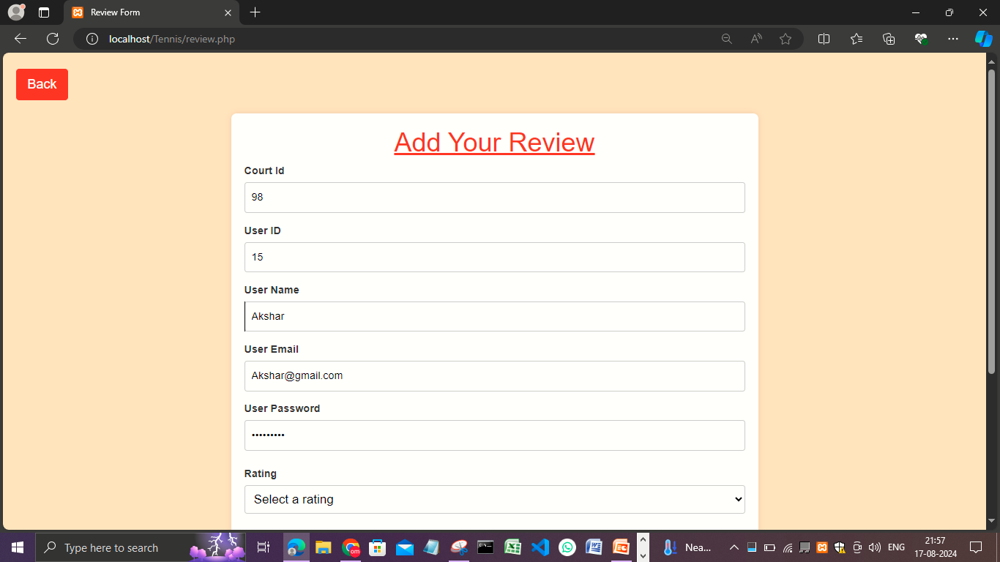 Review Form
localhost/Tennis/review.php
Back
Add Your Review
Court Id
98
User ID
15
User Name
Akshar
User Email
Akshar@gmail.com
User Password
•••••••••
Rating
Select a rating
Type here to search
om
Nea...
ENG
21:57
17-08-2024